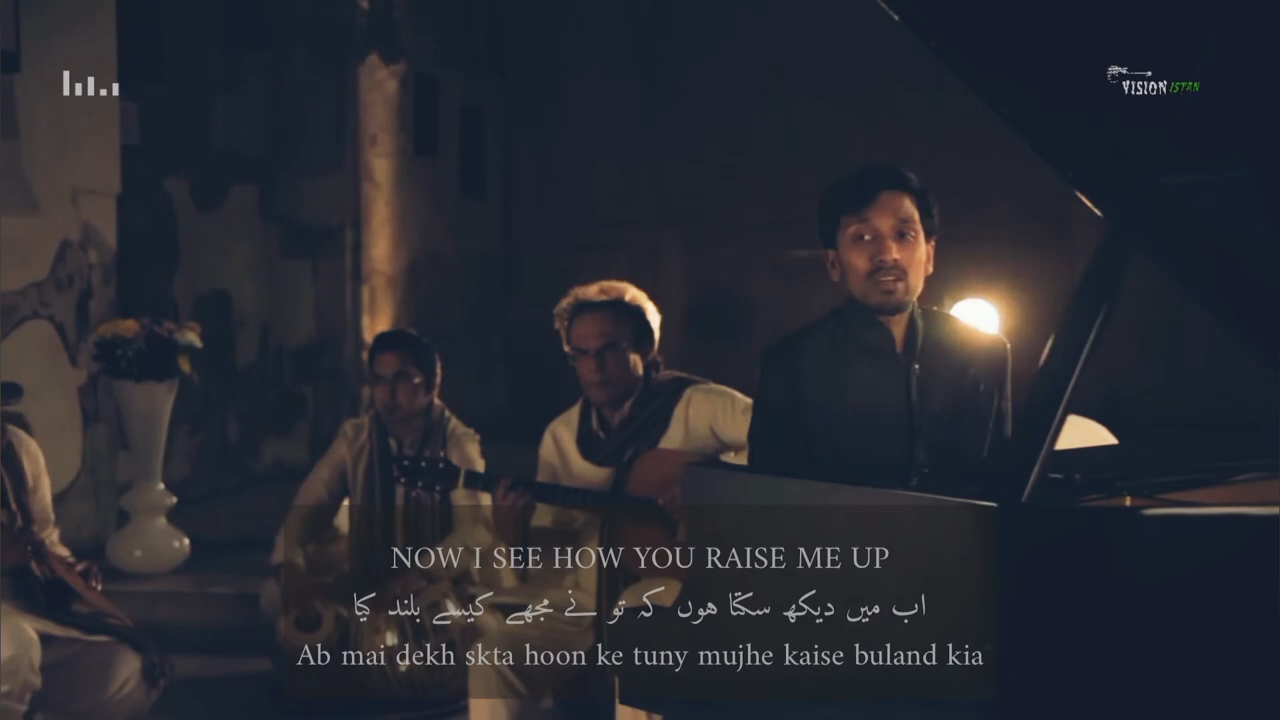 VISION ISTAN
NOW I SEE HOW YOU RAISE ME UP
اب میں دیکھ سکتا ہوں کہ تو نے مجھے کیسے بلند کیا
Ab mai dekh skta hoon ke tuny mujhe kaise buland kia